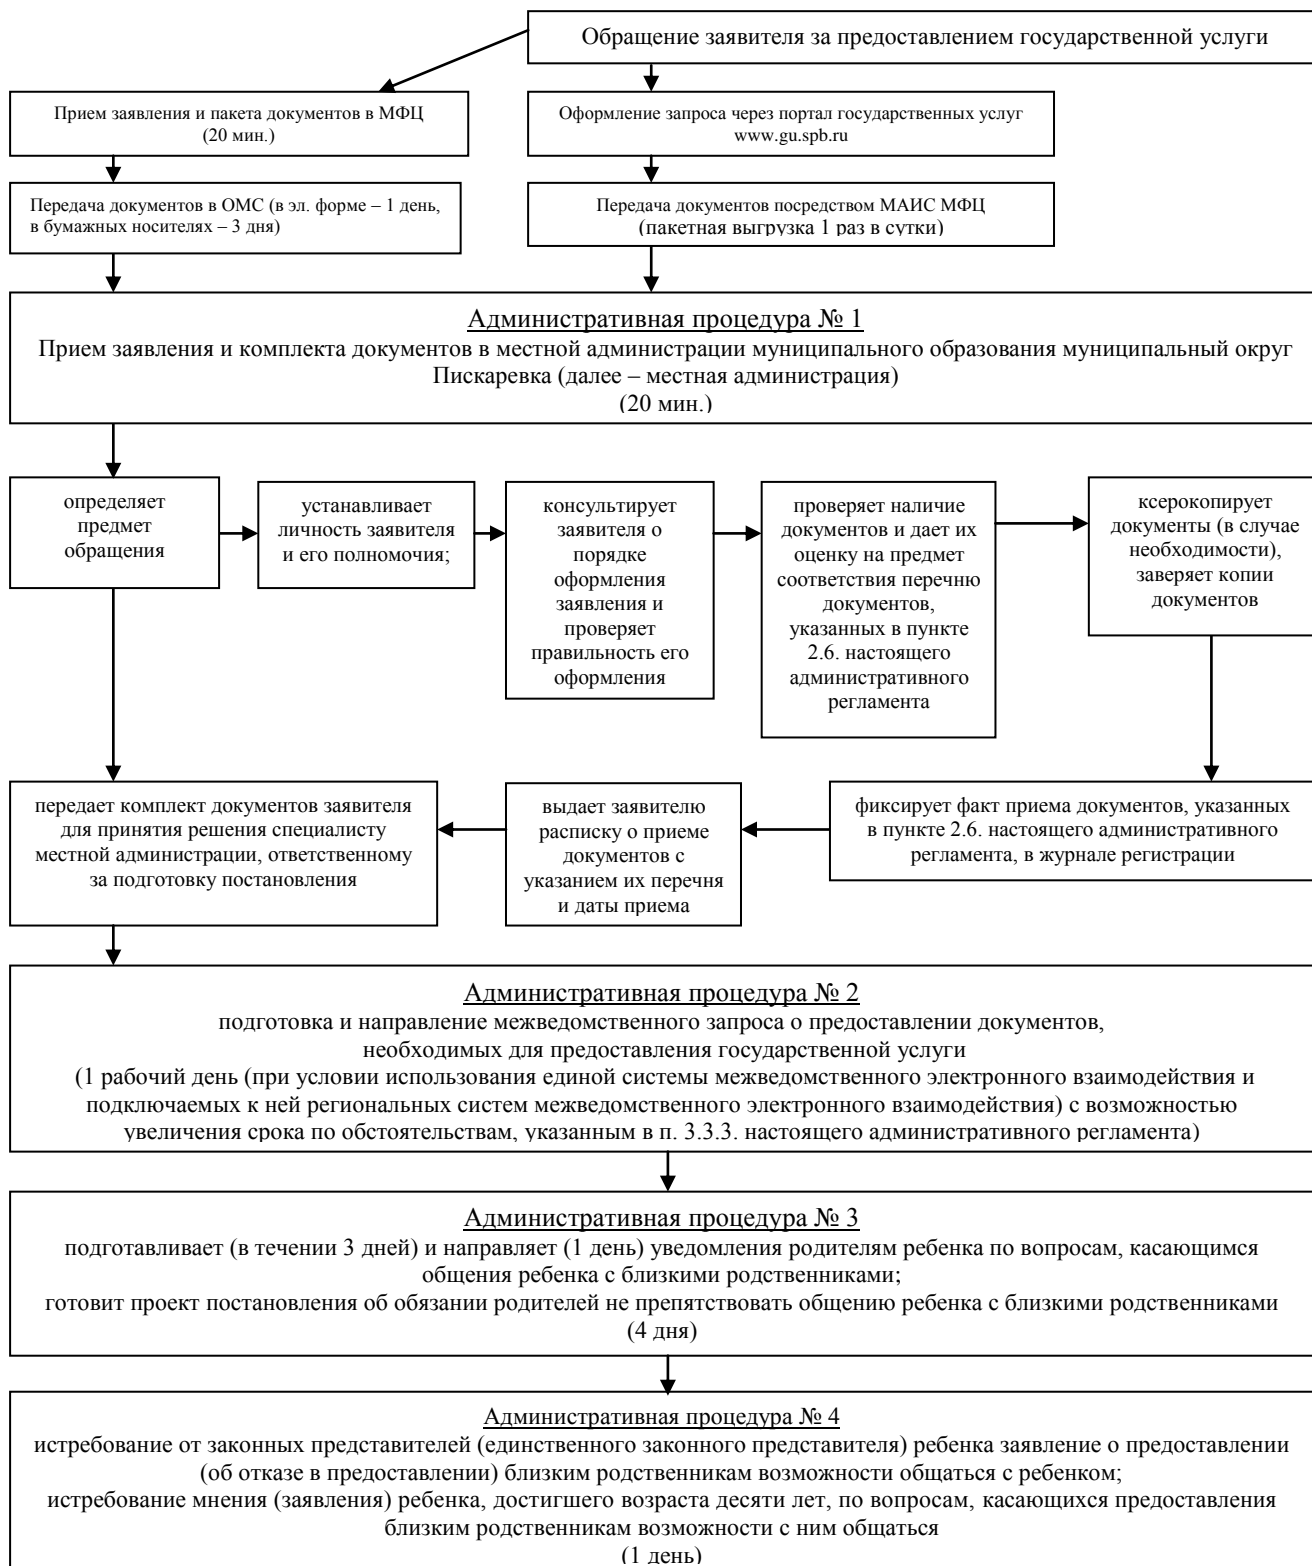 Обращение заявителя за предоставлением государственной услуги
Прием заявления и пакета документов в МФЦ
(20 мин.)
Оформление запроса через портал государственных услуг
www.gu.spb.ru
Передача документов в ОМС (в эл. форме – 1 день,
в бумажных носителях – 3 дня)
Передача документов посредством МАИС МФЦ
(пакетная выгрузка 1 раз в сутки)
Административная процедура № 1
Прием заявления и комплекта документов в местной администрации муниципального образования муниципальный округ
Пискаревка (далее – местная администрация)
(20 мин.)
определяет
предмет
обращения
устанавливает
личность заявителя
и его полномочия;
консультирует
заявителя о
порядке
оформления
заявления и
проверяет
правильность его
оформления
проверяет наличие
документов и дает их
оценку на предмет
соответствия перечню
документов,
указанных в пункте
2.6. настоящего
административного
регламента
ксерокопирует
документы (в случае
необходимости),
заверяет копии
документов
передает комплект документов заявителя
для принятия решения специалисту
местной администрации, ответственному
за подготовку постановления
выдает заявителю
расписку о приеме
документов с
указанием их перечня
и даты приема
фиксирует факт приема документов, указанных
в пункте 2.6. настоящего административного
регламента, в журнале регистрации
Административная процедура № 2
подготовка и направление межведомственного запроса о предоставлении документов,
необходимых для предоставления государственной услуги
(1 рабочий день (при условии использования единой системы межведомственного электронного взаимодействия и
подключаемых к ней региональных систем межведомственного электронного взаимодействия) с возможностью
увеличения срока по обстоятельствам, указанным в п. 3.3.3. настоящего административного регламента)
Административная процедура № 3
подготавливает (в течении 3 дней) и направляет (1 день) уведомления родителям ребенка по вопросам, касающимся
общения ребенка с близкими родственниками;
готовит проект постановления об обязании родителей не препятствовать общению ребенка с близкими родственниками
(4 дня)
Административная процедура № 4
истребование от законных представителей (единственного законного представителя) ребенка заявление о предоставлении
(об отказе в предоставлении) близким родственникам возможности общаться с ребенком;
истребование мнения (заявления) ребенка, достигшего возраста десяти лет, по вопросам, касающихся предоставления
близким родственникам возможности с ним общаться
(1 день)